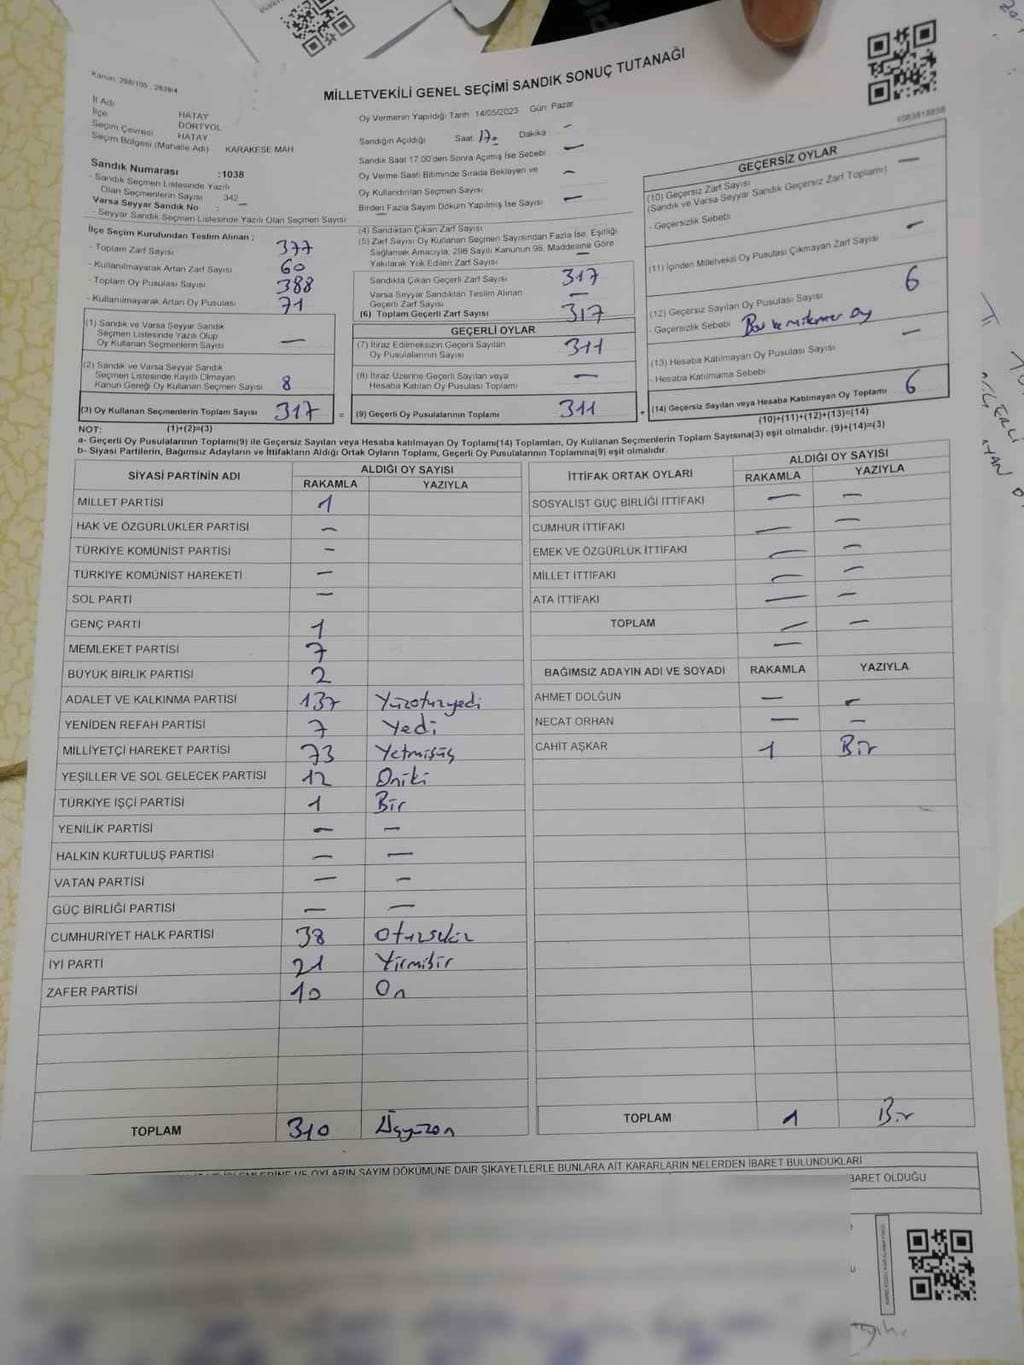 Kanun: 298/105 , 2839/4
MİLLETVEKİLİ GENEL SEÇİMİ SANDIK SONUÇ TUTANAĞI
1083818858
İl Adı HATAY
İlçe DÖRTYOL
Seçim Çevresi HATAY
Seçim Bölgesi (Mahalle Adı) KARAKESE MAH
Sandık Numarası :1038
- Sandık Seçmen Listesinde Yazılı
Olan Seçmenlerin Sayısı 342
Varsa Seyyar Sandık No : -
- Seyyar Sandık Seçmen Listesinde Yazılı Olan Seçmen Sayısı
Oy Vermenin Yapıldığı Tarih 14/05/2023 Gün Pazar
Sandığın Açıldığı Saat 17 Dakika -
Sandık Saat 17:00'den Sonra Açılmış İse Sebebi -
Oy Verme Saati Bitiminde Sırada Bekleyen ve
Oy Kullandırılan Seçmen Sayısı -
Birden Fazla Sayım Döküm Yapılmış İse Sayısı -
İlçe Seçim Kurulundan Teslim Alınan :
- Toplam Zarf Sayısı 377
- Kullanılmayarak Artan Zarf Sayısı 60
- Toplam Oy Pusulası Sayısı 388
- Kullanılmayarak Artan Oy Pusulası 71
(1) Sandık ve Varsa Seyyar Sandık
Seçmen Listesinde Yazılı Olup
Oy Kullanan Seçmenlerin Sayısı -
(2) Sandık ve Varsa Seyyar Sandık
Seçmen Listesinde Kayıtlı Olmayan
Kanun Gereği Oy Kullanan Seçmen Sayısı 8
(3) Oy Kullanan Seçmenlerin Toplam Sayısı 317 =
(1)+(2)=(3)
(4) Sandıktan Çıkan Zarf Sayısı
(5) Zarf Sayısı Oy Kullanan Seçmen Sayısından Fazla İse, Eşitliği
Sağlamak Amacıyla, 298 Sayılı Kanunun 98. Maddesine Göre
Yakılarak Yok Edilen Zarf Sayısı -
Sandıkta Çıkan Geçerli Zarf Sayısı 317
Varsa Seyyar Sandıktan Teslim Alınan
Geçerli Zarf Sayısı -
(6) Toplam Geçerli Zarf Sayısı 317
GEÇERLİ OYLAR
(7) İtiraz Edilmeksizin Geçerli Sayılan
Oy Pusulalarının Sayısı 311
(8) İtiraz Üzerine Geçerli Sayılan veya
Hesaba Katılan Oy Pusulası Toplamı -
(9) Geçerli Oy Pusulalarının Toplamı 311 +
GEÇERSİZ OYLAR
(10) Geçersiz Zarf Sayısı
(Sandık ve Varsa Seyyar Sandık Geçersiz Zarf Toplamı) -
- Geçersizlik Sebebi
(11) İçinden Milletvekili Oy Pusulası Çıkmayan Zarf Sayısı -
(12) Geçersiz Sayılan Oy Pusulası Sayısı 6
- Geçersizlik Sebebi
(13) Hesaba Katılmayan Oy Pusulası Sayısı -
- Hesaba Katılmama Sebebi
(14) Geçersiz Sayılan veya Hesaba Katılmayan Oy Toplamı 6
(10)+(11)+(12)+(13)=(14)
NOT:
a- Geçerli Oy Pusulalarının Toplamı(9) ile Geçersiz Sayılan veya Hesaba katılmayan Oy Toplamı(14) Toplamları, Oy Kullanan Seçmenlerin Toplam Sayısına(3) eşit olmalıdır. (9)+(14)=(3)
b- Siyasi Partilerin, Bağımsız Adayların ve İttifakların Aldığı Ortak Oyların Toplamı, Geçerli Oy Pusulalarının Toplamına(9) eşit olmalıdır.
SİYASİ PARTİNİN ADI ALDIĞI OY SAYISI
RAKAMLA YAZIYLA
MİLLET PARTİSİ 1
HAK VE ÖZGÜRLÜKLER PARTİSİ -
TÜRKİYE KOMÜNİST PARTİSİ -
TÜRKİYE KOMÜNİST HAREKETİ -
SOL PARTİ -
GENÇ PARTİ 1
MEMLEKET PARTİSİ 7
BÜYÜK BİRLİK PARTİSİ 2
ADALET VE KALKINMA PARTİSİ 137 Yüzotuzyedi
YENİDEN REFAH PARTİSİ 7 Yedi
MİLLİYETÇİ HAREKET PARTİSİ 73 Yetmişüç
YEŞİLLER VE SOL GELECEK PARTİSİ 12 Oniki
TÜRKİYE İŞÇİ PARTİSİ 1 Bir
YENİLİK PARTİSİ - -
HALKIN KURTULUŞ PARTİSİ - -
VATAN PARTİSİ - -
GÜÇ BİRLİĞİ PARTİSİ - -
CUMHURİYET HALK PARTİSİ 38 Otuzsekiz
İYİ PARTİ 21 Yirmibir
ZAFER PARTİSİ 10 On
TOPLAM 310 Üçyüzon
İTTİFAK ORTAK OYLARI ALDIĞI OY SAYISI
RAKAMLA YAZIYLA
SOSYALİST GÜÇ BİRLİĞİ İTTİFAKI - -
CUMHUR İTTİFAKI - -
EMEK VE ÖZGÜRLÜK İTTİFAKI - -
MİLLET İTTİFAKI - -
ATA İTTİFAKI - -
TOPLAM - -
-
BAĞIMSIZ ADAYIN ADI VE SOYADI RAKAMLA YAZIYLA
AHMET DOLĞUN - -
NECAT ORHAN - -
CAHİT AŞKAR 1 Bir
TOPLAM 1 Bir
OYLARIN SAYIM DÖKÜMÜNE DAİR ŞİKAYETLERLE BUNLARA AİT KARARLARIN NELERDEN İBARET BULUNDUKLARI
BARET OLDUĞU